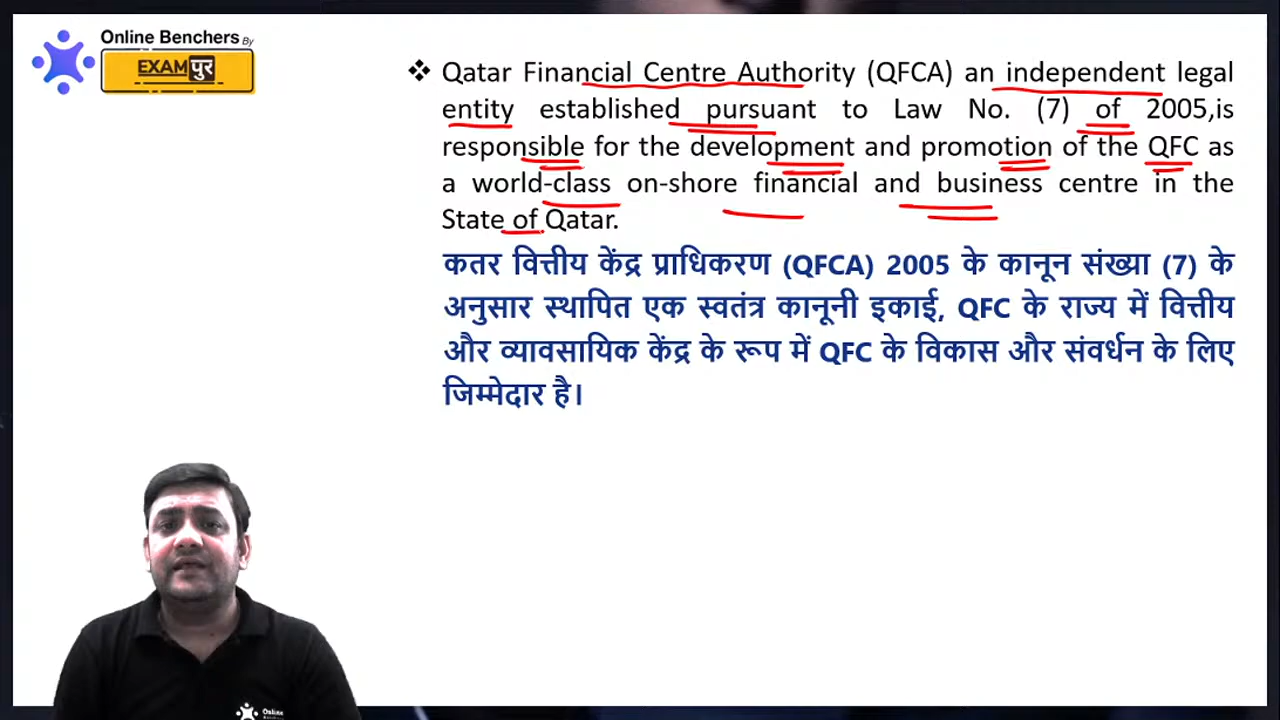 Online Benchers By
EXAMपुर
❖ Qatar Financial Centre Authority (QFCA) an independent legal
entity established pursuant to Law No. (7) of 2005,is
responsible for the development and promotion of the QFC as
a world-class on-shore financial and business centre in the
State of Qatar.
कतर वित्तीय केंद्र प्राधिकरण (QFCA) 2005 के कानून संख्या (7) के
अनुसार स्थापित एक स्वतंत्र कानूनी इकाई, QFC के राज्य में वित्तीय
और व्यावसायिक केंद्र के रूप में QFC के विकास और संवर्धन के लिए
जिम्मेदार है।
Online